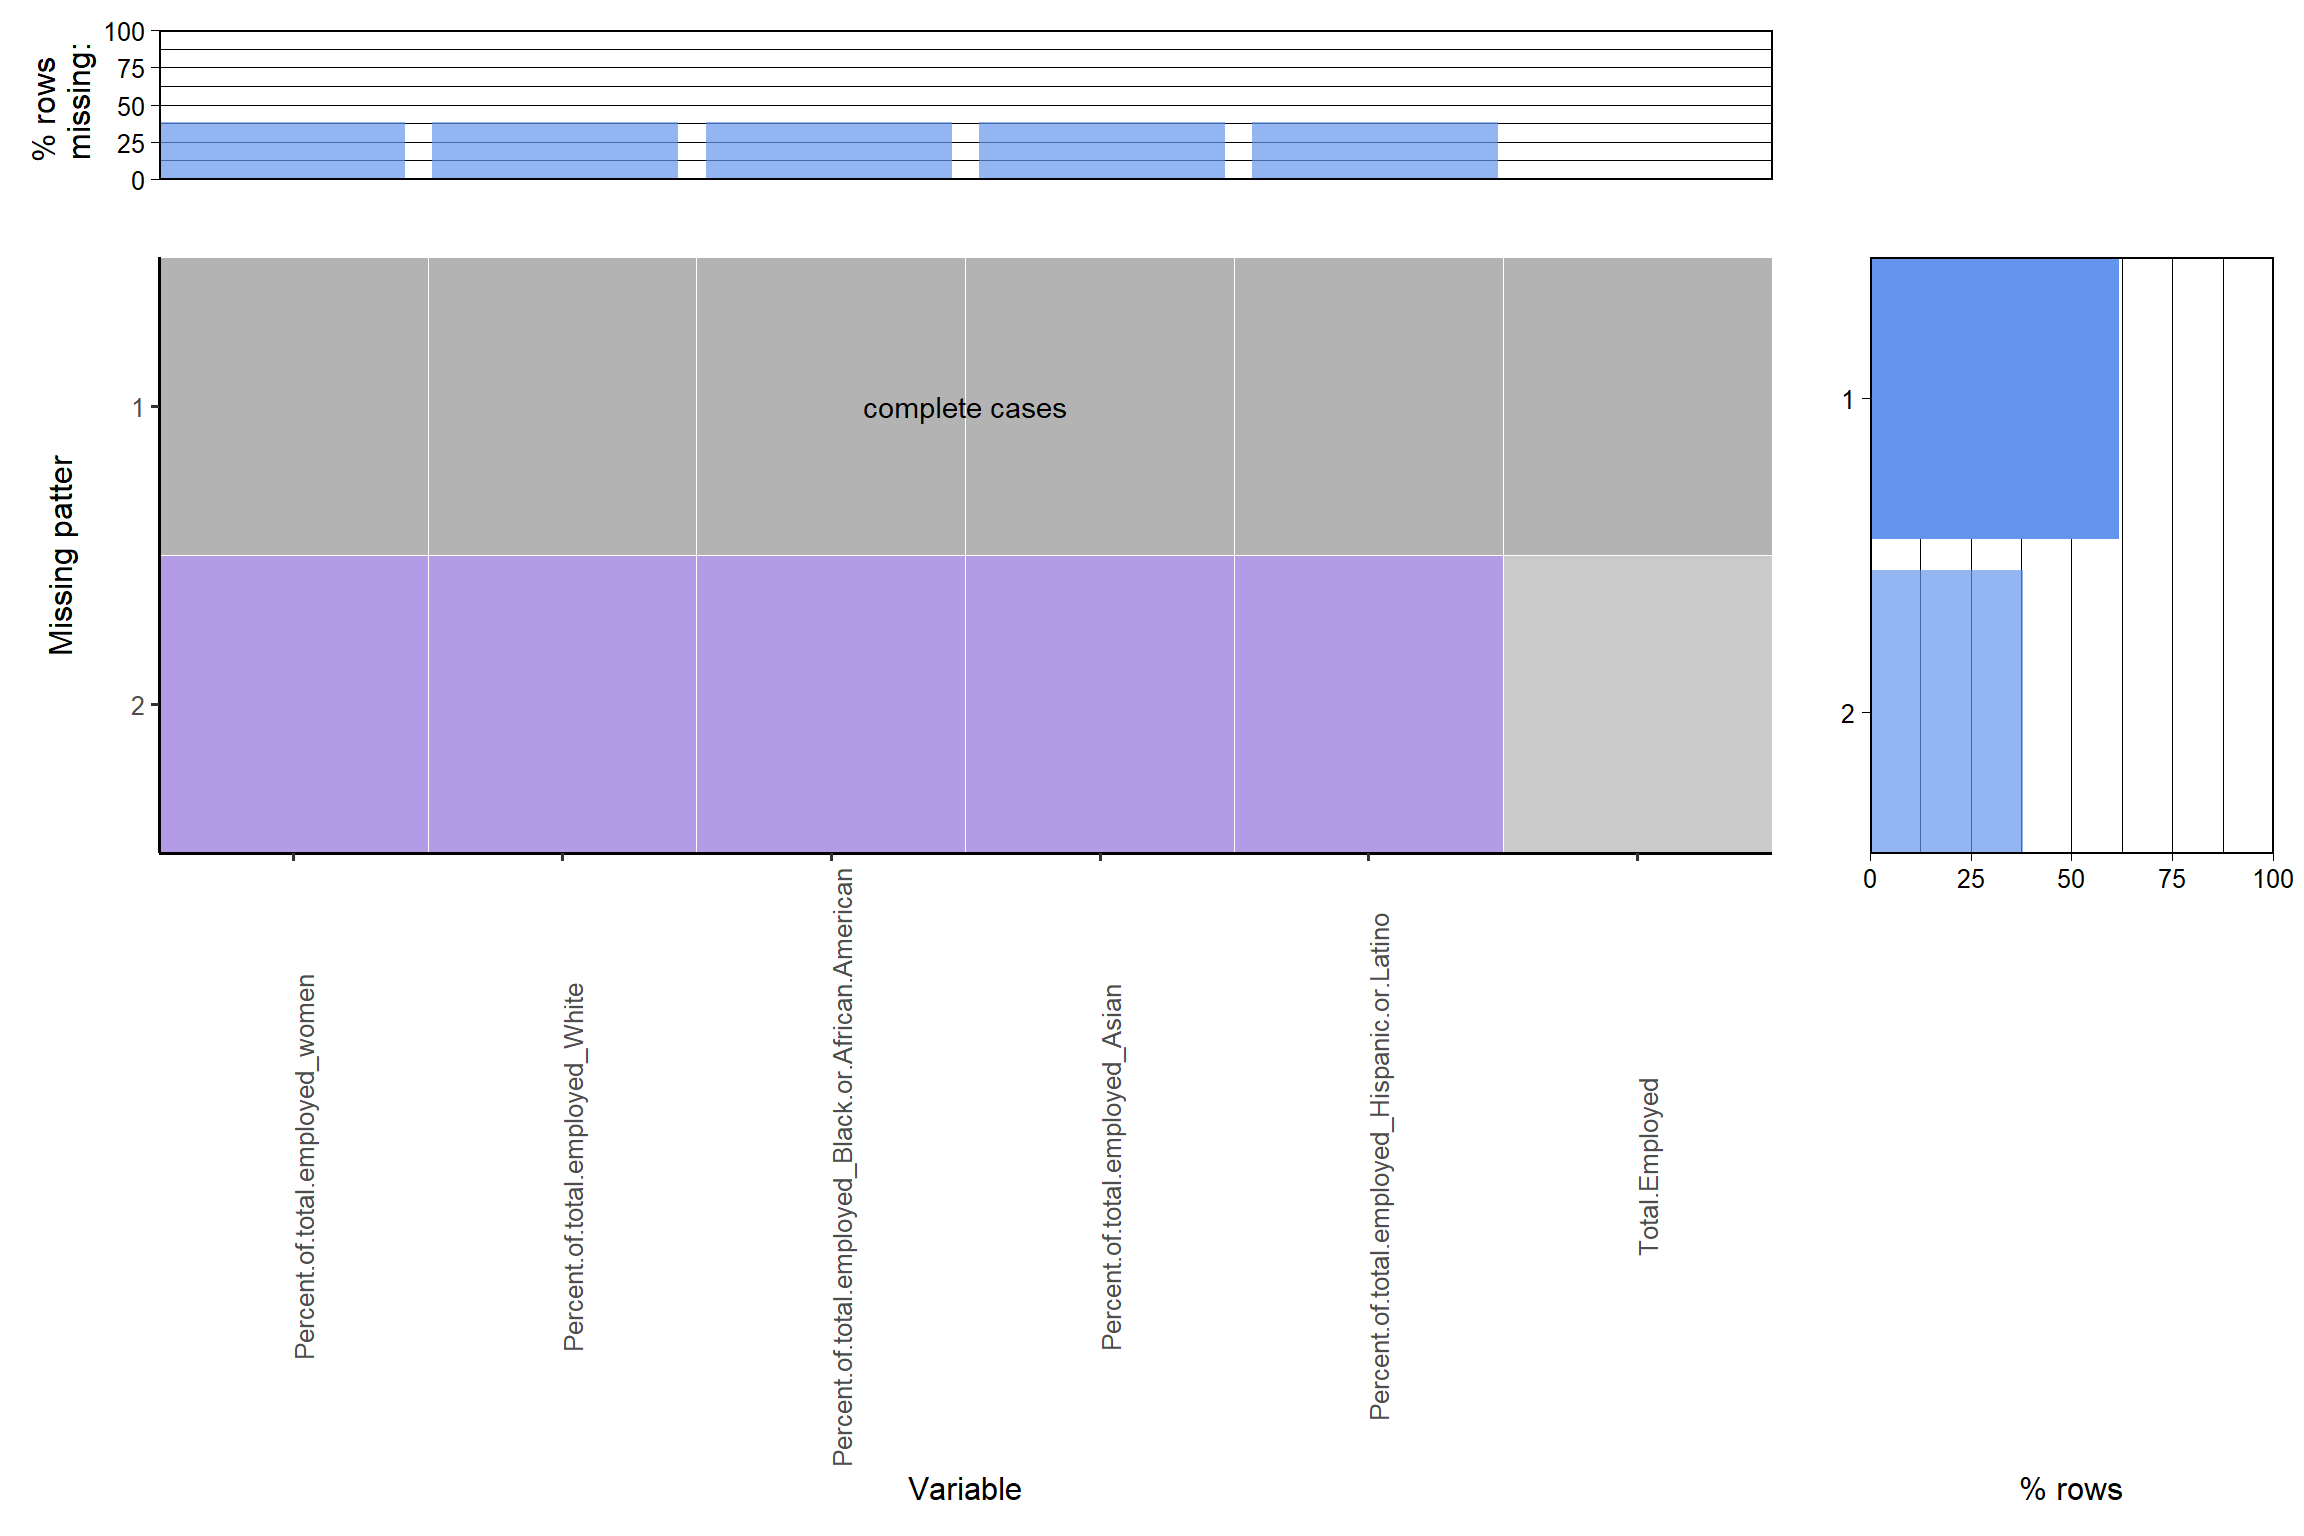 % rows
missing:
100
75
50
25
0
Missing patter
1
2
complete cases
1
2
0 25 50 75 100
Percent.of.total.employed_women
Percent.of.total.employed_White
Percent.of.total.employed_Black.or.African.American
Percent.of.total.employed_Asian
Percent.of.total.employed_Hispanic.or.Latino
Total.Employed
Variable
% rows